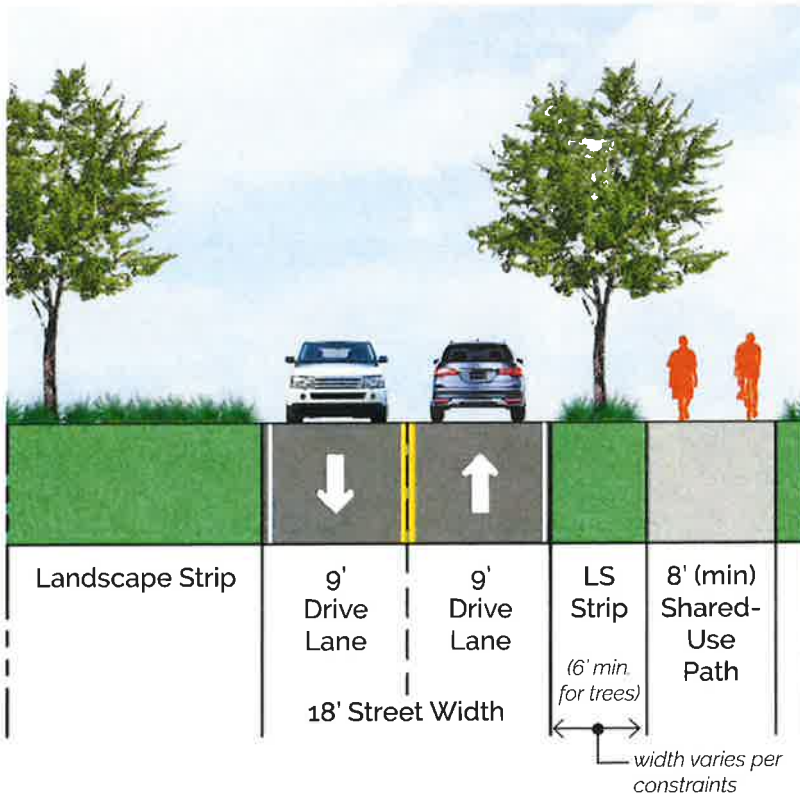 Landscape Strip
9'
Drive
Lane
9'
Drive
Lane
LS
Strip
(6' min.
for trees)
8' (min)
Shared-
Use
Path
18' Street Width
width varies per
constraints